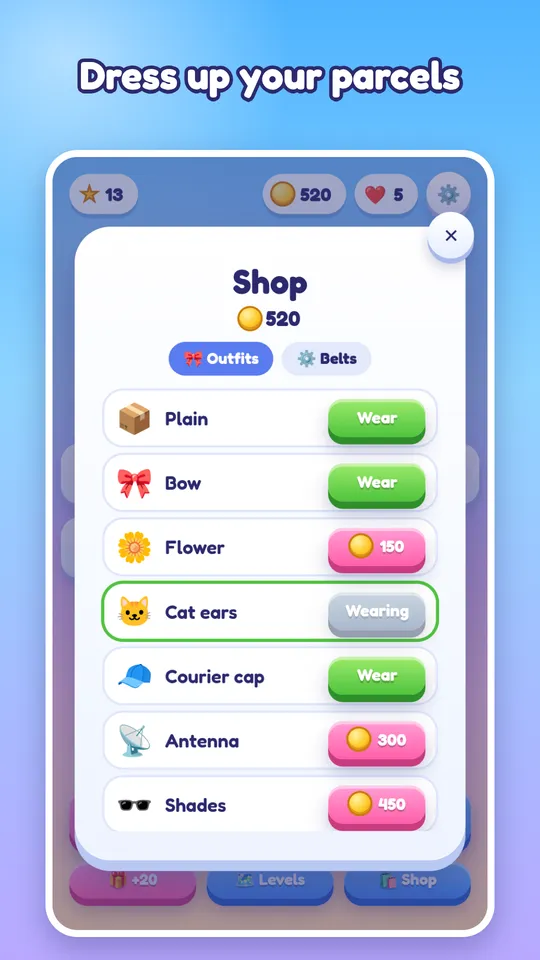 Dress up your parcels
13
520
5
Shop
520
Outfits
Belts
Plain
Wear
Bow
Wear
Flower
150
Cat ears
Wearing
Courier cap
Wear
Antenna
300
Shades
450
+20
Levels
Shop